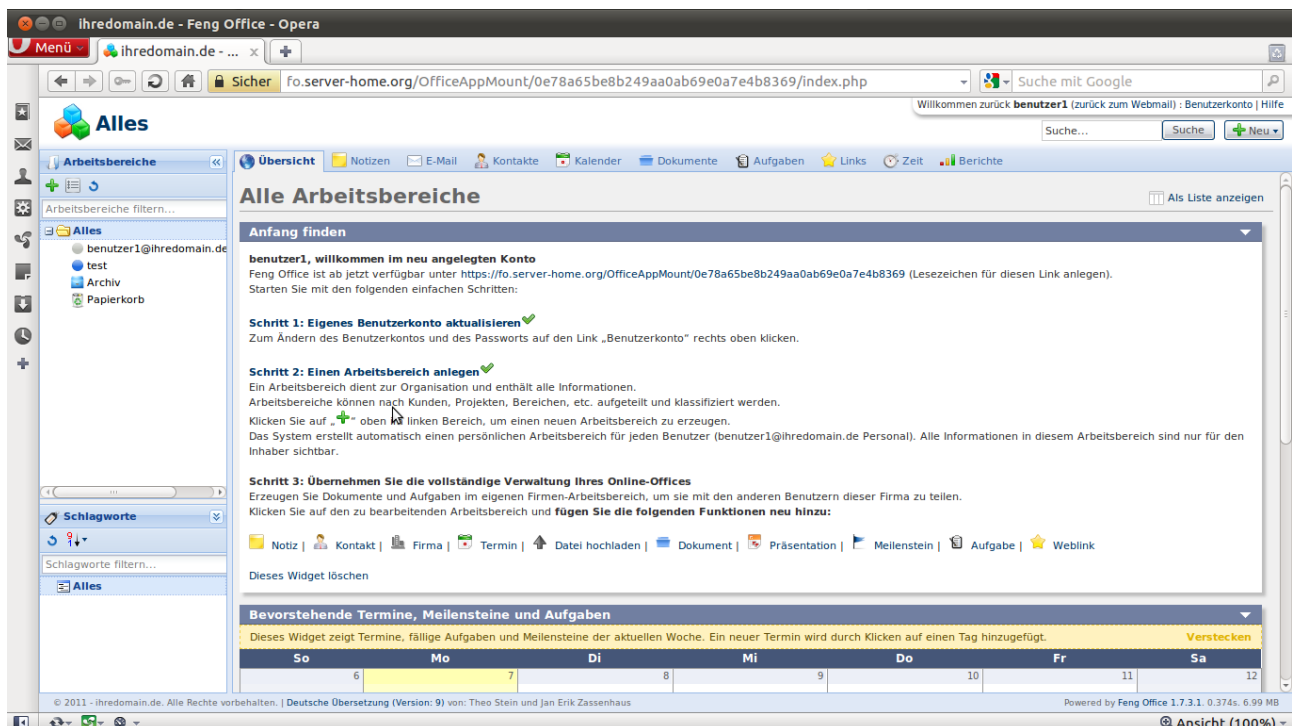 ihredomain.de - Feng Office - Opera
Menü
ihredomain.de - ...
Sicher fo.server-home.org/OfficeAppMount/0e78a65be8b249aa0ab69e0a7e4b8369/index.php
Suche mit Google
Willkommen zurück benutzer1 (zurück zum Webmail) : Benutzerkonto | Hilfe
Alles
Suche... Suche Neu
Arbeitsbereiche
Übersicht Notizen E-Mail Kontakte Kalender Dokumente Aufgaben Links Zeit Berichte
Arbeitsbereiche filtern...
Alles
benutzer1@ihredomain.de
test
Archiv
Papierkorb
Alle Arbeitsbereiche
Als Liste anzeigen
Anfang finden
benutzer1, willkommen im neu angelegten Konto
Feng Office ist ab jetzt verfügbar unter https://fo.server-home.org/OfficeAppMount/0e78a65be8b249aa0ab69e0a7e4b8369 (Lesezeichen für diesen Link anlegen).
Starten Sie mit den folgenden einfachen Schritten:
Schritt 1: Eigenes Benutzerkonto aktualisieren
Zum Ändern des Benutzerkontos und des Passworts auf den Link „Benutzerkonto“ rechts oben klicken.
Schritt 2: Einen Arbeitsbereich anlegen
Ein Arbeitsbereich dient zur Organisation und enthält alle Informationen.
Arbeitsbereiche können nach Kunden, Projekten, Bereichen, etc. aufgeteilt und klassifiziert werden.
Klicken Sie auf „+“ oben im linken Bereich, um einen neuen Arbeitsbereich zu erzeugen.
Das System erstellt automatisch einen persönlichen Arbeitsbereich für jeden Benutzer (benutzer1@ihredomain.de Personal). Alle Informationen in diesem Arbeitsbereich sind nur für den
Inhaber sichtbar.
Schritt 3: Übernehmen Sie die vollständige Verwaltung Ihres Online-Offices
Erzeugen Sie Dokumente und Aufgaben im eigenen Firmen-Arbeitsbereich, um sie mit den anderen Benutzern dieser Firma zu teilen.
Klicken Sie auf den zu bearbeitenden Arbeitsbereich und fügen Sie die folgenden Funktionen neu hinzu:
Notiz | Kontakt | Firma | Termin | Datei hochladen | Dokument | Präsentation | Meilenstein | Aufgabe | Weblink
Dieses Widget löschen
Schlagworte
Schlagworte filtern...
Alles
Bevorstehende Termine, Meilensteine und Aufgaben
Dieses Widget zeigt Termine, fällige Aufgaben und Meilensteine der aktuellen Woche. Ein neuer Termin wird durch Klicken auf einen Tag hinzugefügt. Verstecken
So Mo Di Mi Do Fr Sa
6 7 8 9 10 11 12
© 2011 - ihredomain.de. Alle Rechte vorbehalten. | Deutsche Übersetzung (Version: 9) von: Theo Stein und Jan Erik Zassenhaus
Powered by Feng Office 1.7.3.1. 0.374s. 6.99 MB
Ansicht (100%)